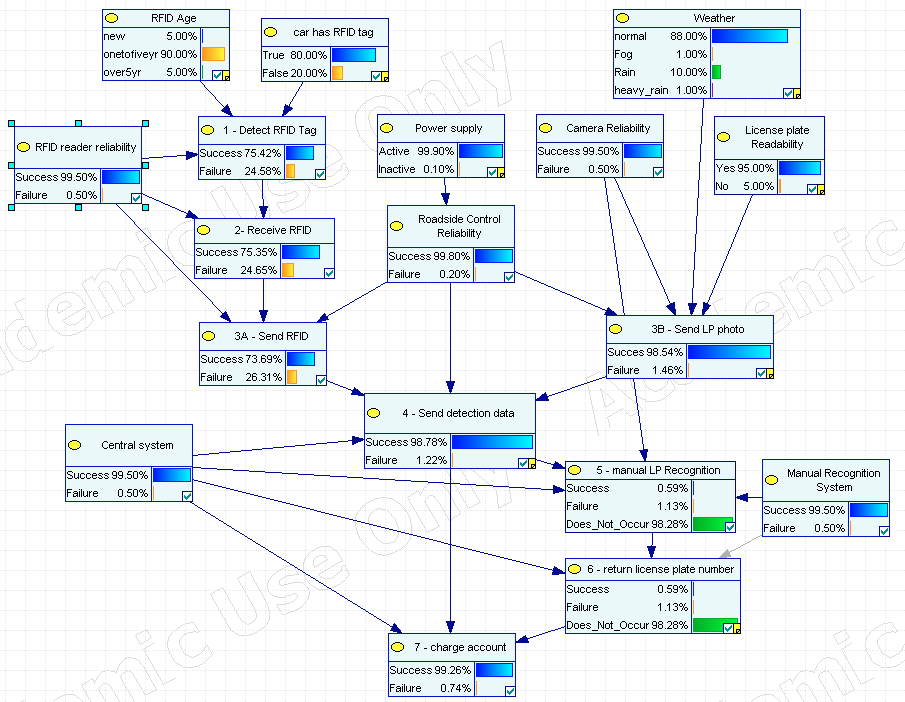 RFID Age
new 5.00%
onetofiveyr 90.00%
over5yr 5.00%
car has RFID tag
True 80.00%
False 20.00%
Weather
normal 88.00%
Fog 1.00%
Rain 10.00%
heavy_rain 1.00%
RFID reader reliability
Success 99.50%
Failure 0.50%
1 - Detect RFID Tag
Success 75.42%
Failure 24.58%
Power supply
Active 99.90%
Inactive 0.10%
Camera Reliability
Success 99.50%
Failure 0.50%
License plate
Readability
Yes 95.00%
No 5.00%
2- Receive RFID
Success 75.35%
Failure 24.65%
Roadside Control
Reliability
Success 99.80%
Failure 0.20%
3A - Send RFID
Success 73.69%
Failure 26.31%
3B - Send LP photo
Succes 98.54%
Failure 1.46%
4 - Send detection data
Success 98.78%
Failure 1.22%
Central system
Success 99.50%
Failure 0.50%
5 - manual LP Recognition
Success 0.59%
Failure 1.13%
Does_Not_Occur 98.28%
Manual Recognition
System
Success 99.50%
Failure 0.50%
6 - return license plate number
Success 0.59%
Failure 1.13%
Does_Not_Occur 98.28%
7 - charge account
Success 99.26%
Failure 0.74%
Academic Use Only